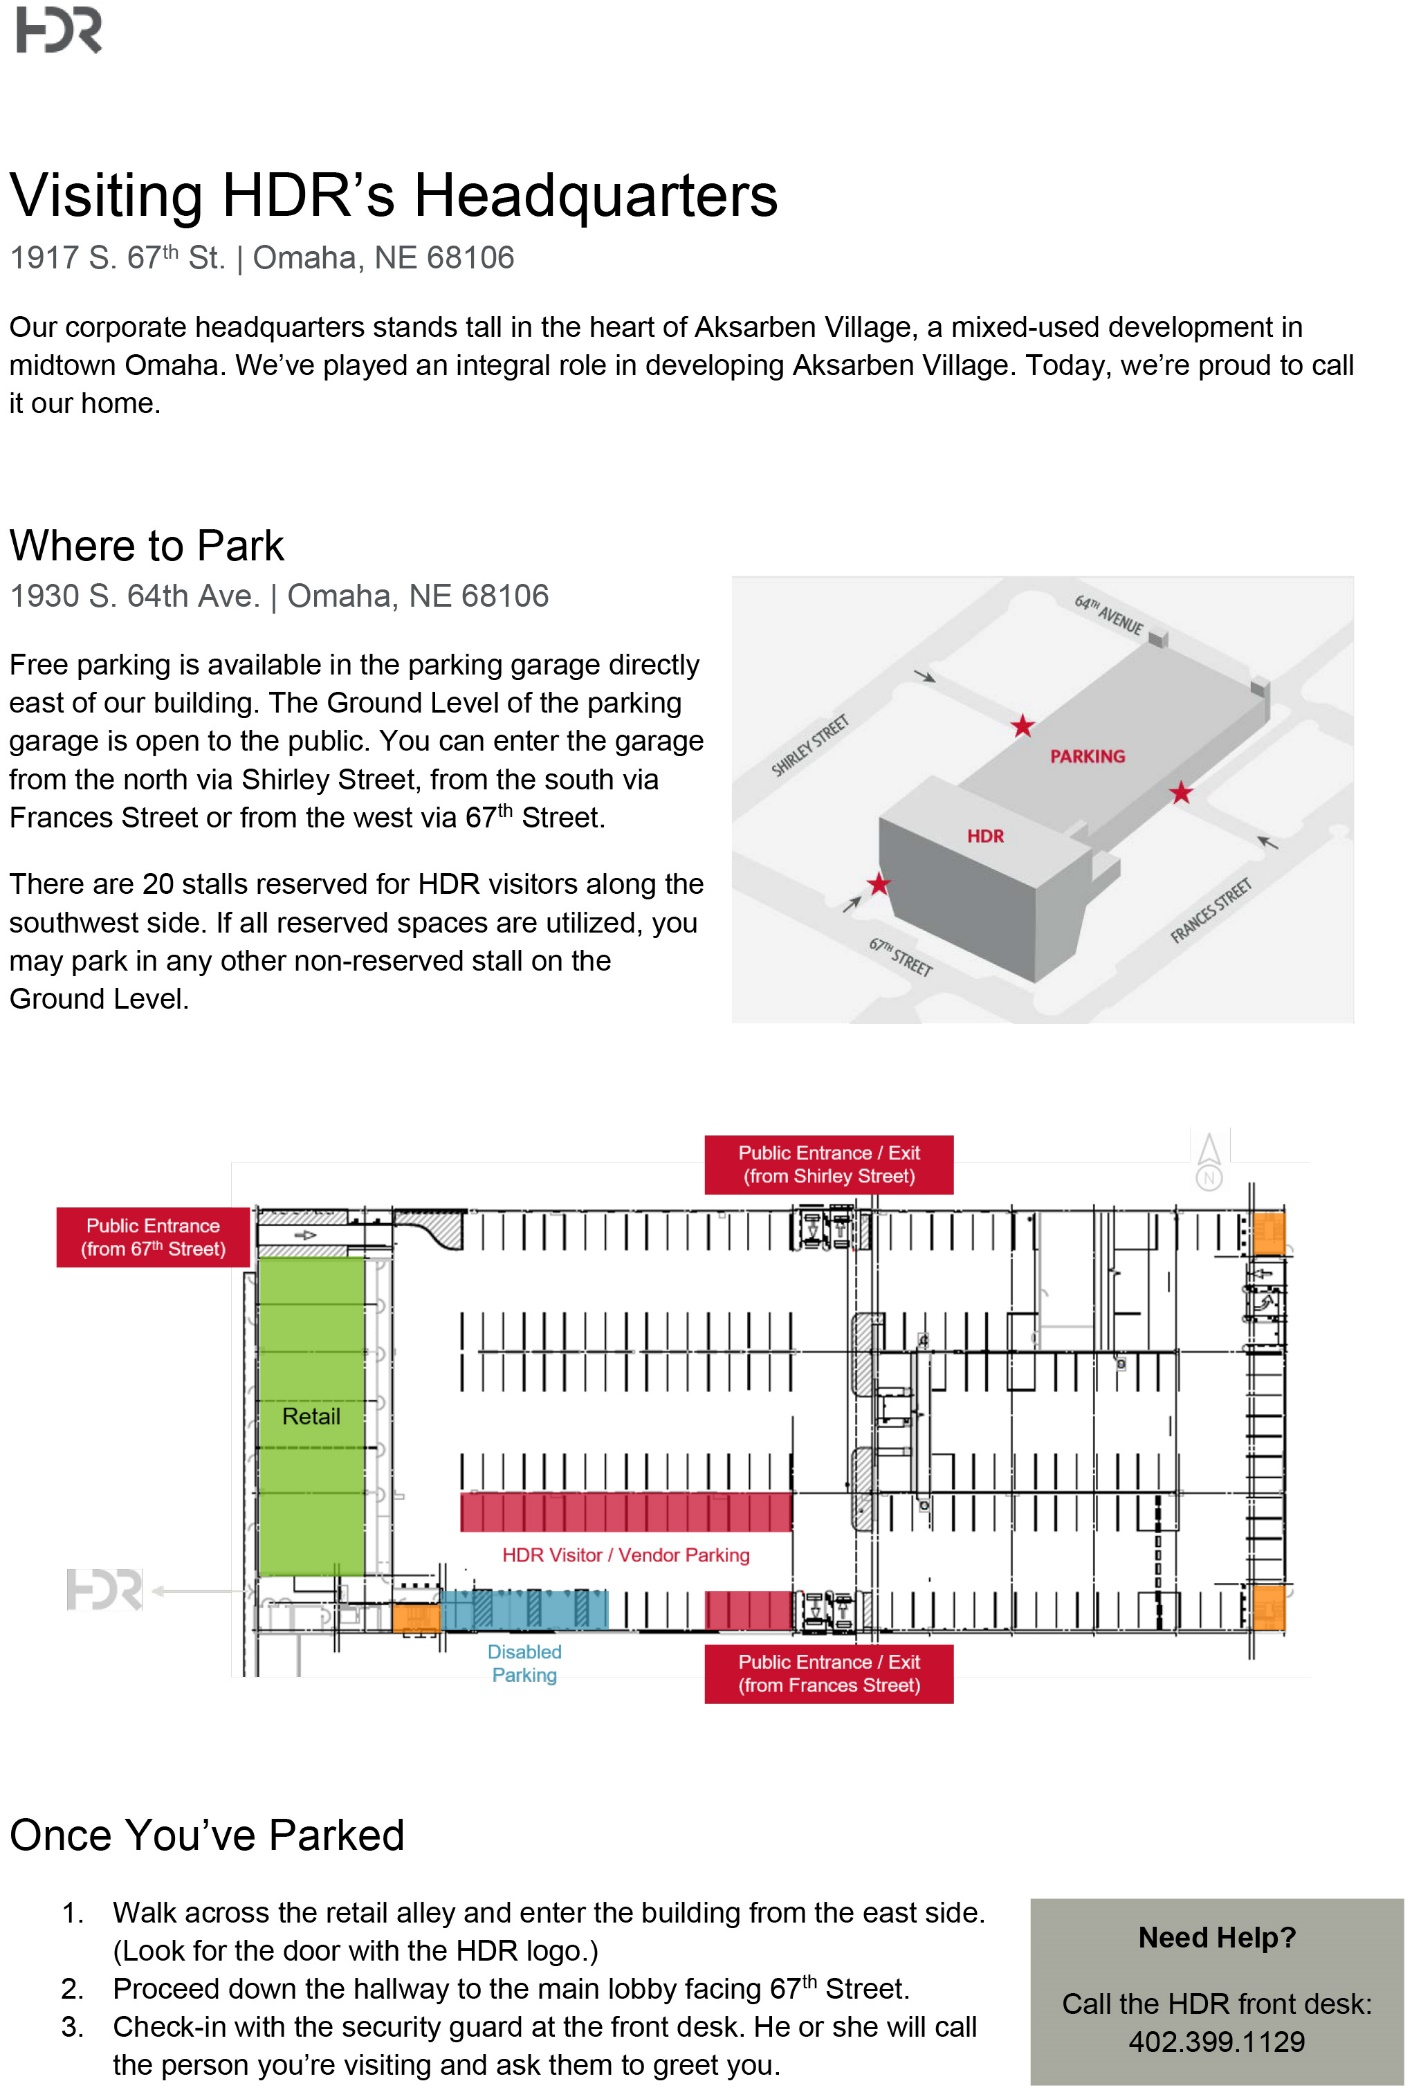 HDR
Visiting HDR’s Headquarters
1917 S. 67th St. | Omaha, NE 68106
Our corporate headquarters stands tall in the heart of Aksarben Village, a mixed-used development in
midtown Omaha. We’ve played an integral role in developing Aksarben Village. Today, we’re proud to call
it our home.
Where to Park
1930 S. 64th Ave. | Omaha, NE 68106
Free parking is available in the parking garage directly
east of our building. The Ground Level of the parking
garage is open to the public. You can enter the garage
from the north via Shirley Street, from the south via
Frances Street or from the west via 67th Street.
There are 20 stalls reserved for HDR visitors along the
southwest side. If all reserved spaces are utilized, you
may park in any other non-reserved stall on the
Ground Level.
64TH AVENUE
SHIRLEY STREET
PARKING
HDR
67TH STREET
FRANCES STREET
Public Entrance / Exit
(from Shirley Street)
N
Public Entrance
(from 67th Street)
Retail
HDR Visitor / Vendor Parking
HDR
Disabled
Parking
Public Entrance / Exit
(from Frances Street)
Once You’ve Parked
1. Walk across the retail alley and enter the building from the east side.
(Look for the door with the HDR logo.)
2. Proceed down the hallway to the main lobby facing 67th Street.
3. Check-in with the security guard at the front desk. He or she will call
the person you’re visiting and ask them to greet you.
Need Help?
Call the HDR front desk:
402.399.1129